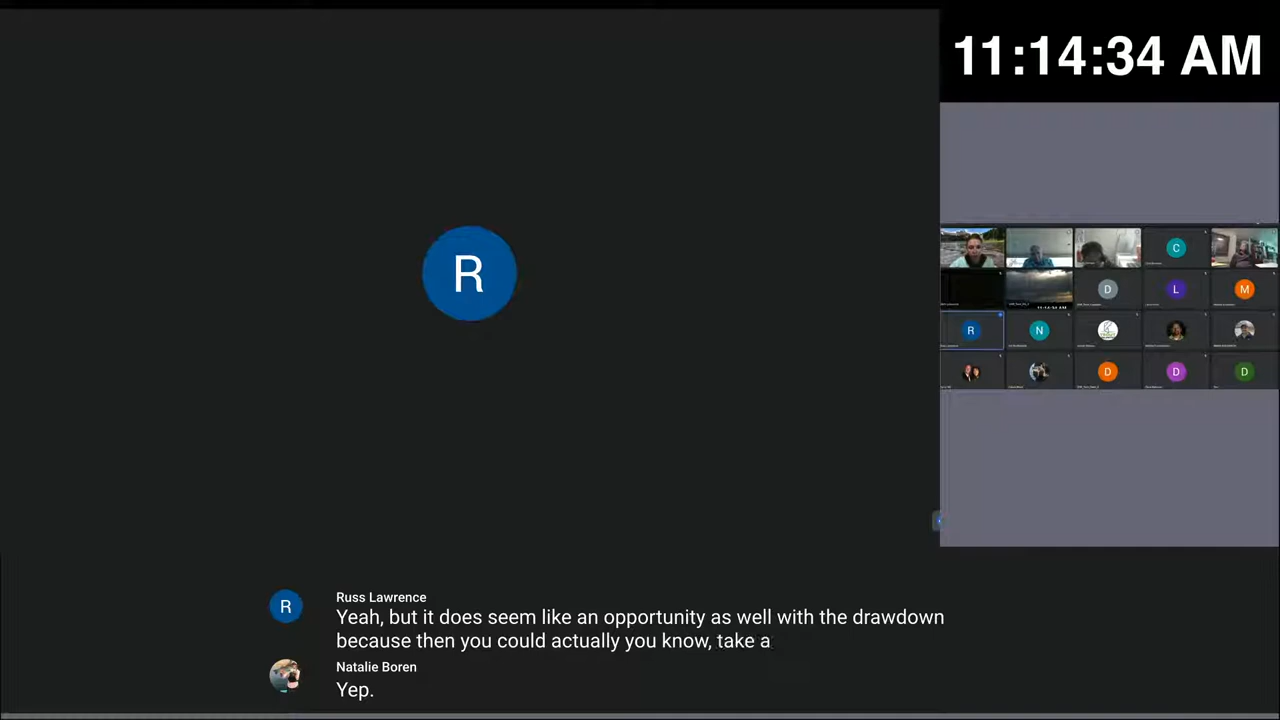 11:14:34 AM
R
C
D
L
M
R
N
D
D
D
R
Russ Lawrence
Yeah, but it does seem like an opportunity as well with the drawdown
because then you could actually you know, take a
Natalie Boren
Yep.